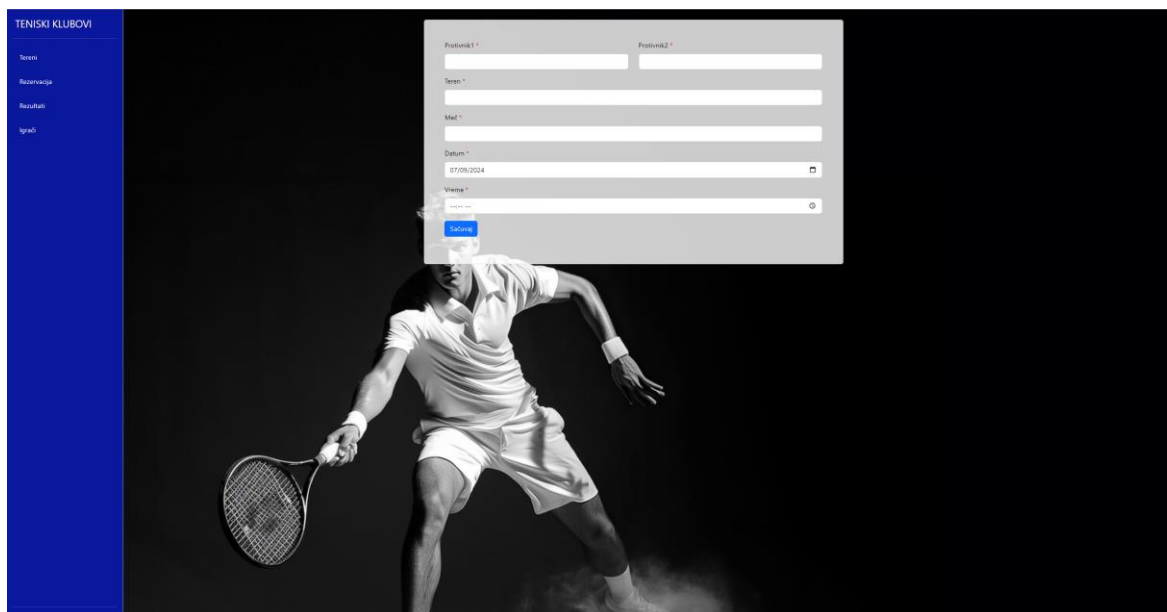 TENISKI KLUBOVI
Tereni
Rezervacija
Rezultati
Igrači
Protivnik1 * Protivnik2 *
Teren *
Meč *
Datum *
07/09/2024
Vreme *
--:-- --
Sačuvaj